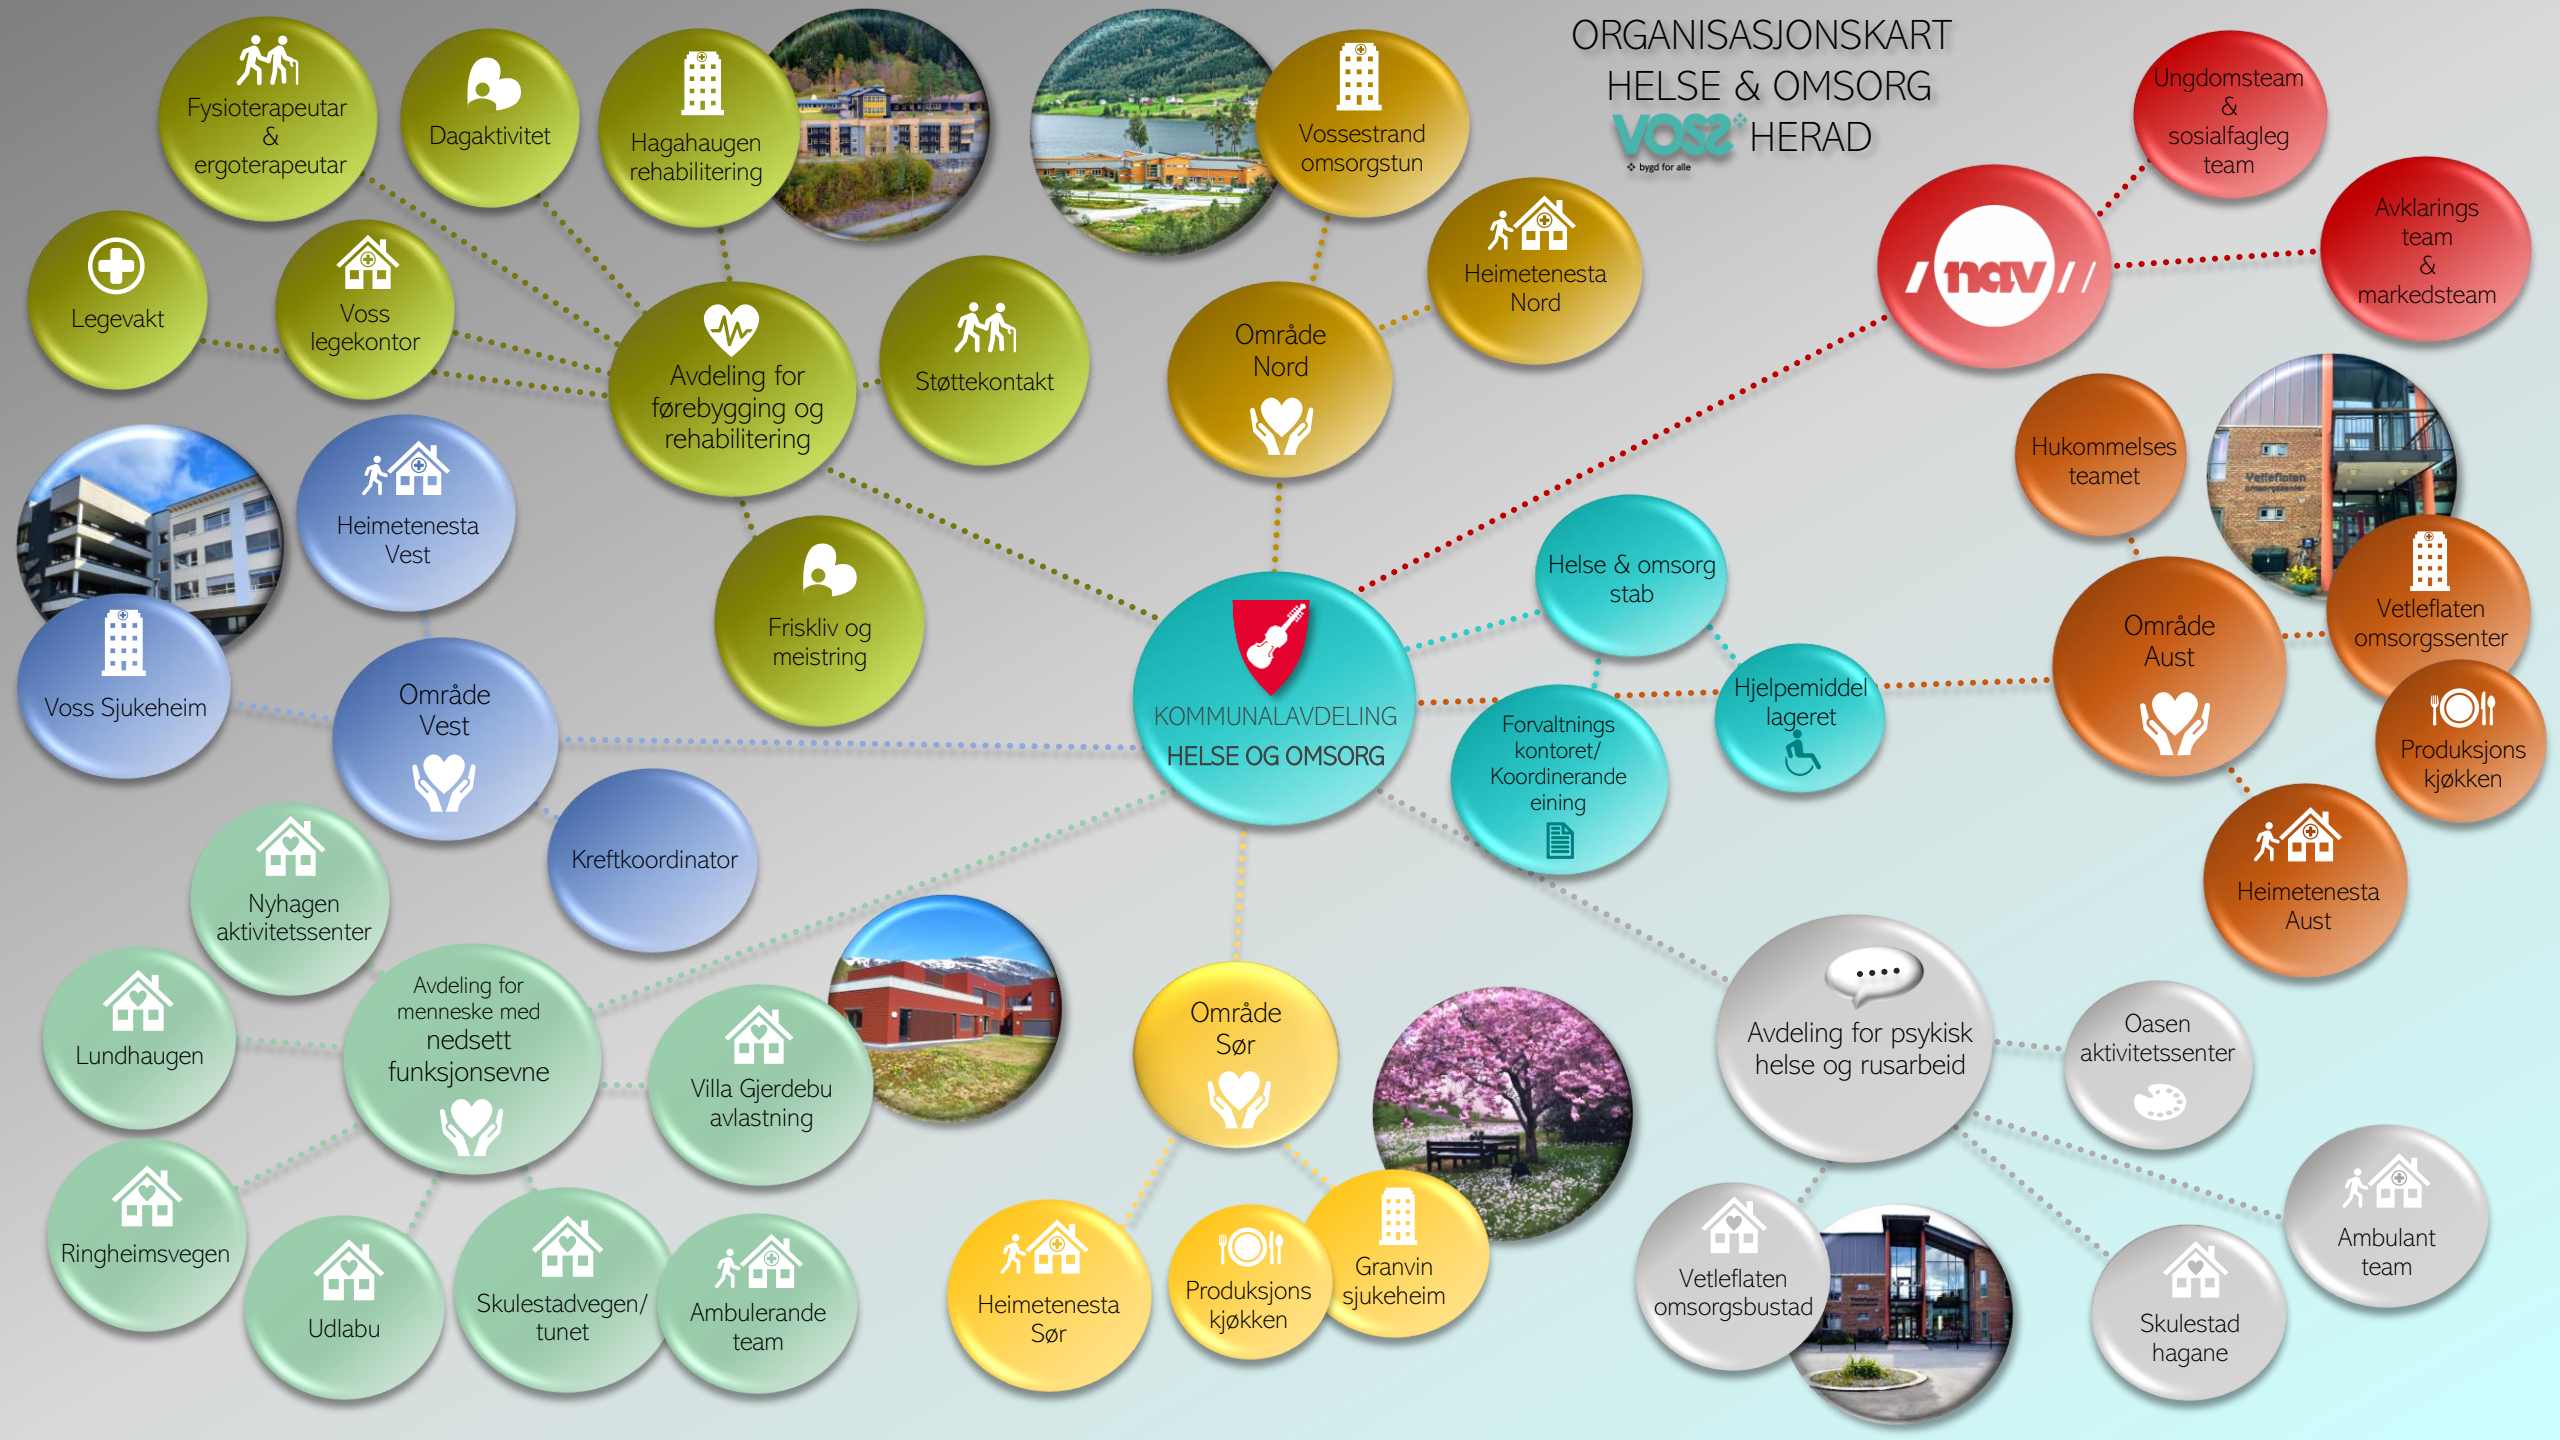 ORGANISASJONSKART
HELSE & OMSORG
VOSS HERAD
bygd for alle
Fysioterapeutar
&
ergoterapeutar
Dagaktivitet
Hagahaugen
rehabilitering
Legevakt
Voss
legekontor
Avdeling for
førebygging og
rehabilitering
Støttekontakt
Friskliv og
meistring
Vossestrand
omsorgstun
Heimetenesta
Nord
Område
Nord
nav
Ungdomsteam
&
sosialfagleg
team
Avklarings
team
&
markedsteam
Heimetenesta
Vest
Voss Sjukeheim
Område
Vest
Kreftkoordinator
KOMMUNALAVDELING
HELSE OG OMSORG
Helse & omsorg
stab
Forvaltnings
kontoret/
Koordinerande
eining
Hjelpemiddel
lageret
Hukommelses
teamet
Vetleflaten
omsorgssenter
Område
Aust
Vetleflaten
omsorgssenter
Produksjons
kjøkken
Heimetenesta
Aust
Nyhagen
aktivitetssenter
Lundhaugen
Avdeling for
menneske med
nedsett
funksjonsevne
Villa Gjerdebu
avlastning
Ringheimsvegen
Udlabu
Skulestadvegen/
tunet
Ambulerande
team
Område
Sør
Heimetenesta
Sør
Produksjons
kjøkken
Granvin
sjukeheim
Avdeling for psykisk
helse og rusarbeid
Oasen
aktivitetssenter
Ambulant
team
Skulestad
hagane
Vetleflaten
omsorgsbustad